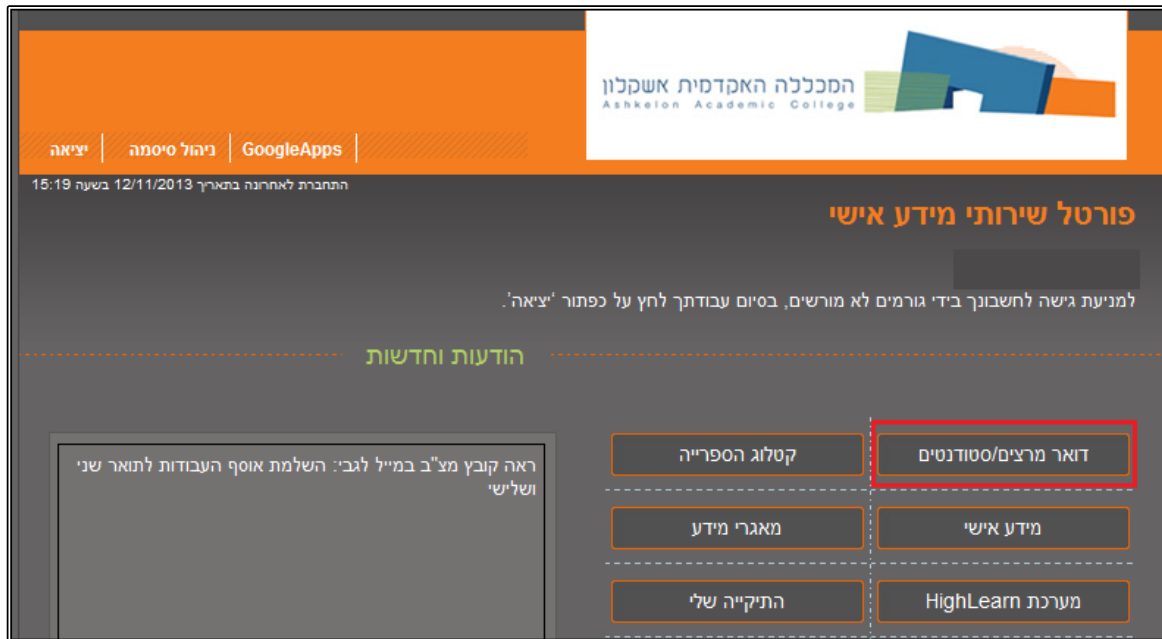 המכללה האקדמית אשקלון
Ashkelon Academic College
GoogleApps | ניהול סיסמה | יציאה
התחברת לאחרונה בתאריך 12/11/2013 בשעה 15:19
פורטל שירותי מידע אישי
למניעת גישה לחשבונך בידי גורמים לא מורשים, בסיום עבודתך לחץ על כפתור 'יציאה'.
הודעות וחדשות
דואר מרצים/סטודנטים
קטלוג הספרייה
מידע אישי
מאגרי מידע
מערכת HighLearn
התיקייה שלי
ראה קובץ מצ"ב במייל לגבי: השלמת אוסף העבודות לתואר שני
ושלישי